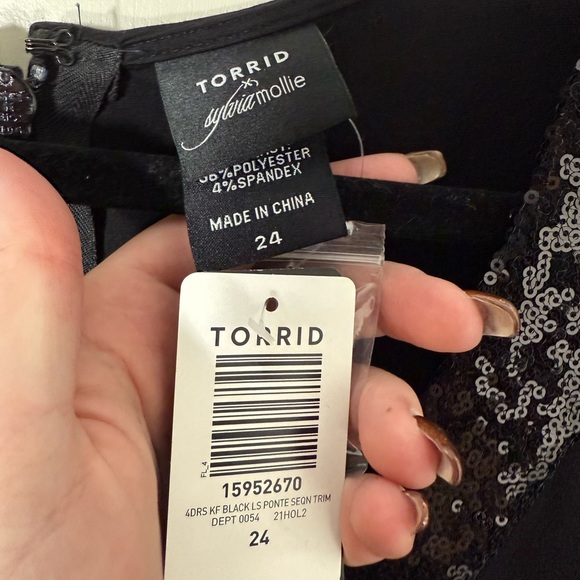 TORRID
x
sylvia mollie
POLYESTER
4%SPANDEX
MADE IN CHINA
24
TORRID
FL_4
15952670
4DRS KF BLACK LS PONTE SEQN TRIM
DEPT 0054 21HOL2
24